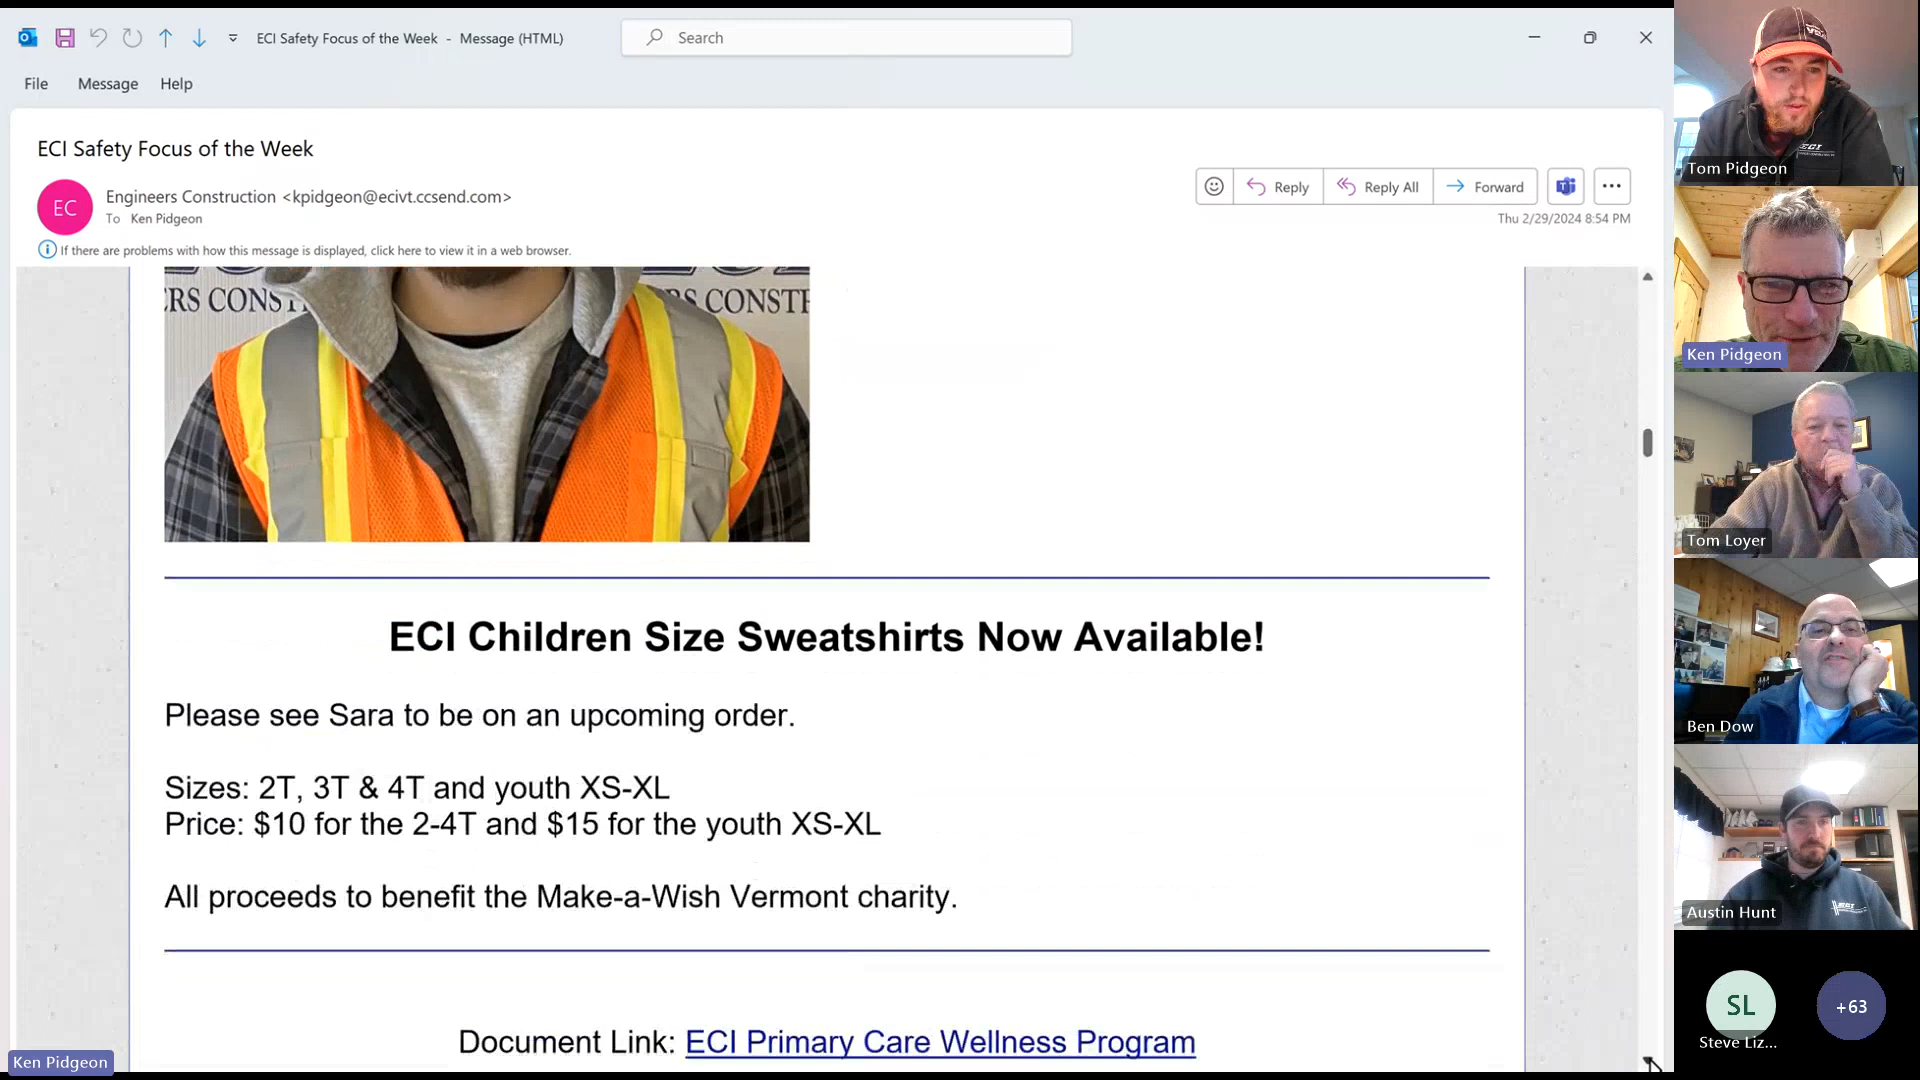 ECI Safety Focus of the Week - Message (HTML)
Search
File Message Help
ECI Safety Focus of the Week
EC
Engineers Construction <kpidgeon@ecivt.ccsend.com>
To Ken Pidgeon
Reply
Reply All
Forward
Thu 2/29/2024 8:54 PM
If there are problems with how this message is displayed, click here to view it in a web browser.
ERS CONST
RS CONSTR
ECI Children Size Sweatshirts Now Available!
Please see Sara to be on an upcoming order.
Sizes: 2T, 3T & 4T and youth XS-XL
Price: $10 for the 2-4T and $15 for the youth XS-XL
All proceeds to benefit the Make-a-Wish Vermont charity.
Document Link: ECI Primary Care Wellness Program
Ken Pidgeon
ECI
Tom Pidgeon
Ken Pidgeon
Tom Loyer
Ben Dow
ECI
Austin Hunt
SL
Steve Liz...
+63